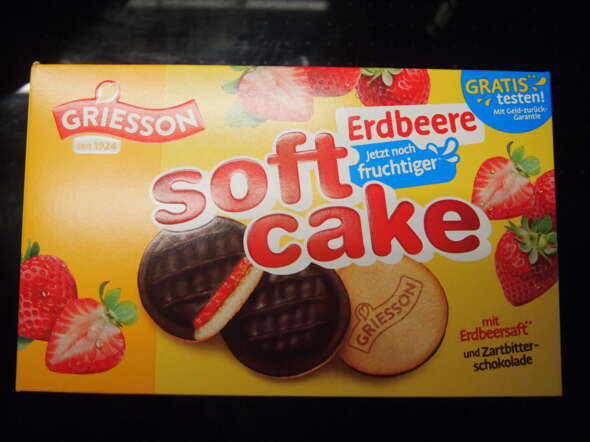 GRIESSON
seit 1924
GRATIS
testen!
Mit Geld-zurück-
Garantie
Erdbeere
Jetzt noch
fruchtiger*
soft
cake
GRIESSON
mit
Erdbeersaft**
und Zartbitter-
schokolade